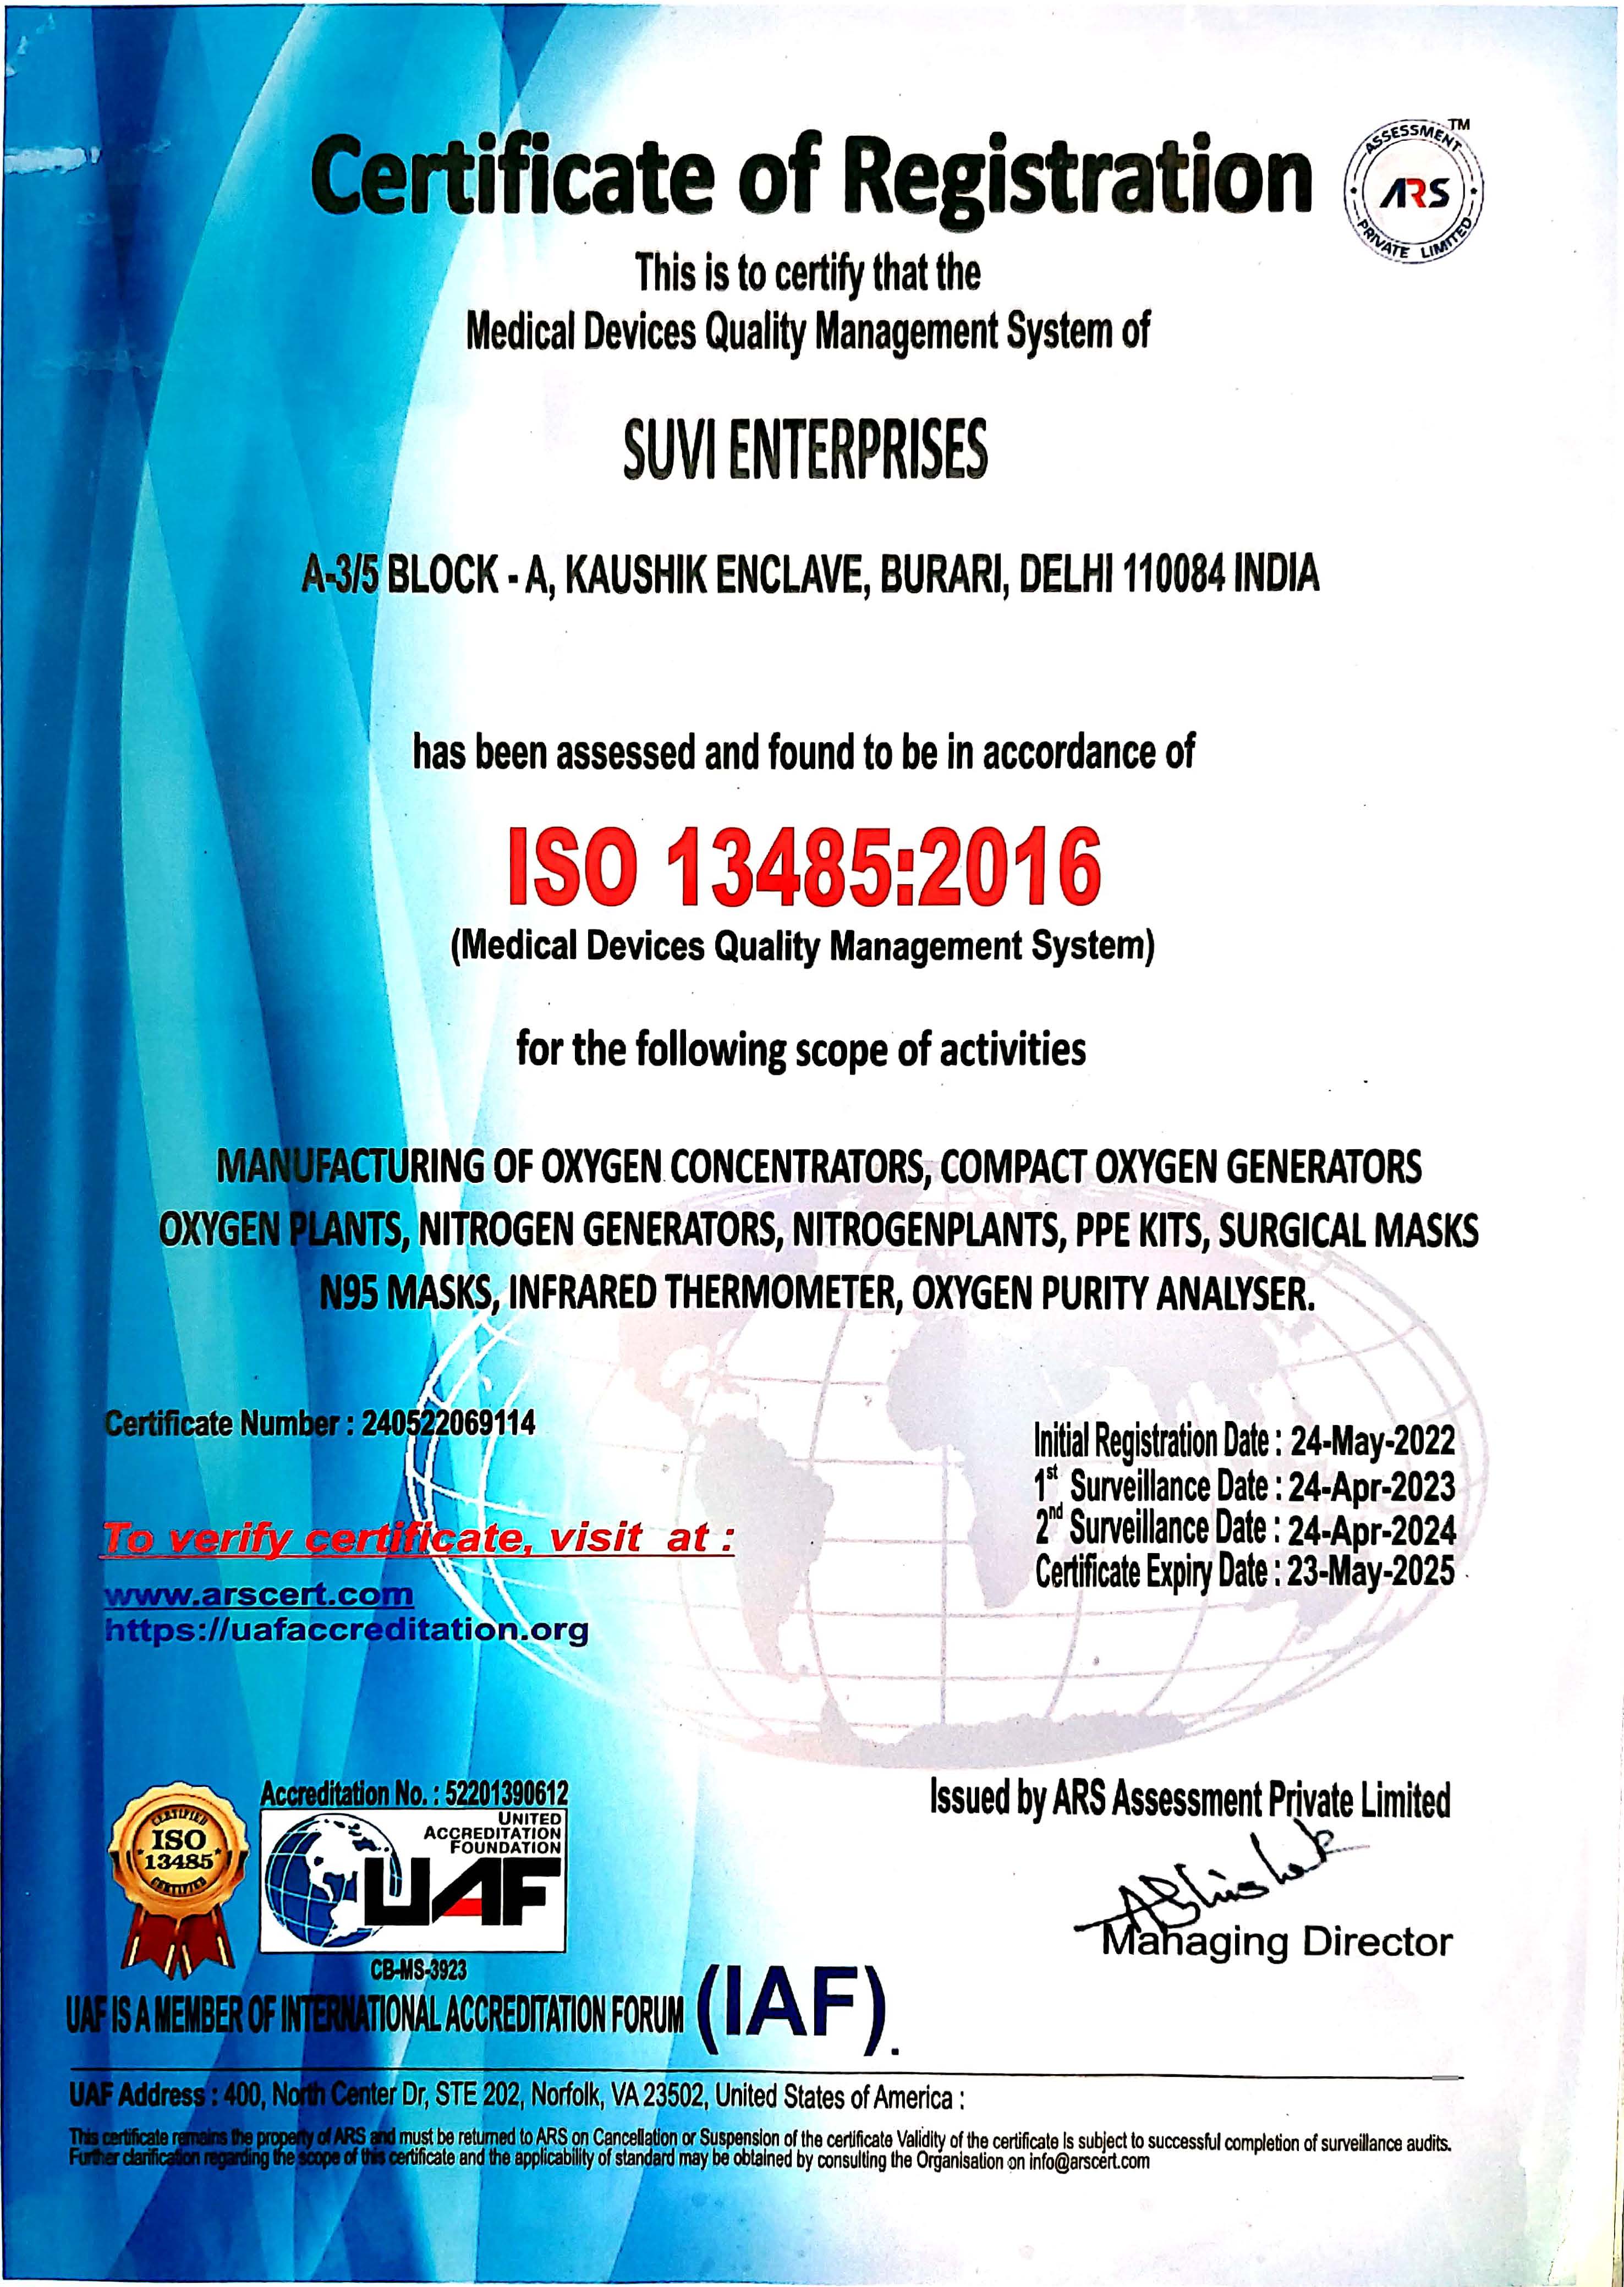 Certificate of Registration
ASSESSMENT TM
ARS
PRIVATE LIMITED
This is to certify that the
Medical Devices Quality Management System of
SUVI ENTERPRISES
A-3/5 BLOCK - A, KAUSHIK ENCLAVE, BURARI, DELHI 110084 INDIA
has been assessed and found to be in accordance of
ISO 13485:2016
(Medical Devices Quality Management System)
for the following scope of activities
MANUFACTURING OF OXYGEN CONCENTRATORS, COMPACT OXYGEN GENERATORS
OXYGEN PLANTS, NITROGEN GENERATORS, NITROGENPLANTS, PPE KITS, SURGICAL MASKS
N95 MASKS, INFRARED THERMOMETER, OXYGEN PURITY ANALYSER.
Certificate Number : 240522069114
Initial Registration Date : 24-May-2022
1st Surveillance Date : 24-Apr-2023
2nd Surveillance Date : 24-Apr-2024
Certificate Expiry Date : 23-May-2025
To verify certificate, visit at :
www.arscert.com
https://uafaccreditation.org
Accreditation No. : 52201390612
CERTIFIED
ISO
13485
CERTIFIED
UNITED
ACCREDITATION
FOUNDATION
UAF
CB-MS-3923
Issued by ARS Assessment Private Limited
Abhishek
Managing Director
UAF IS A MEMBER OF INTERNATIONAL ACCREDITATION FORUM (IAF).
UAF Address : 400, North Center Dr, STE 202, Norfolk, VA 23502, United States of America :
This certificate remains the property of ARS and must be returned to ARS on Cancellation or Suspension of the certificate Validity of the certificate is subject to successful completion of surveillance audits.
Further clarification regarding the scope of this certificate and the applicability of standard may be obtained by consulting the Organisation on info@arscert.com